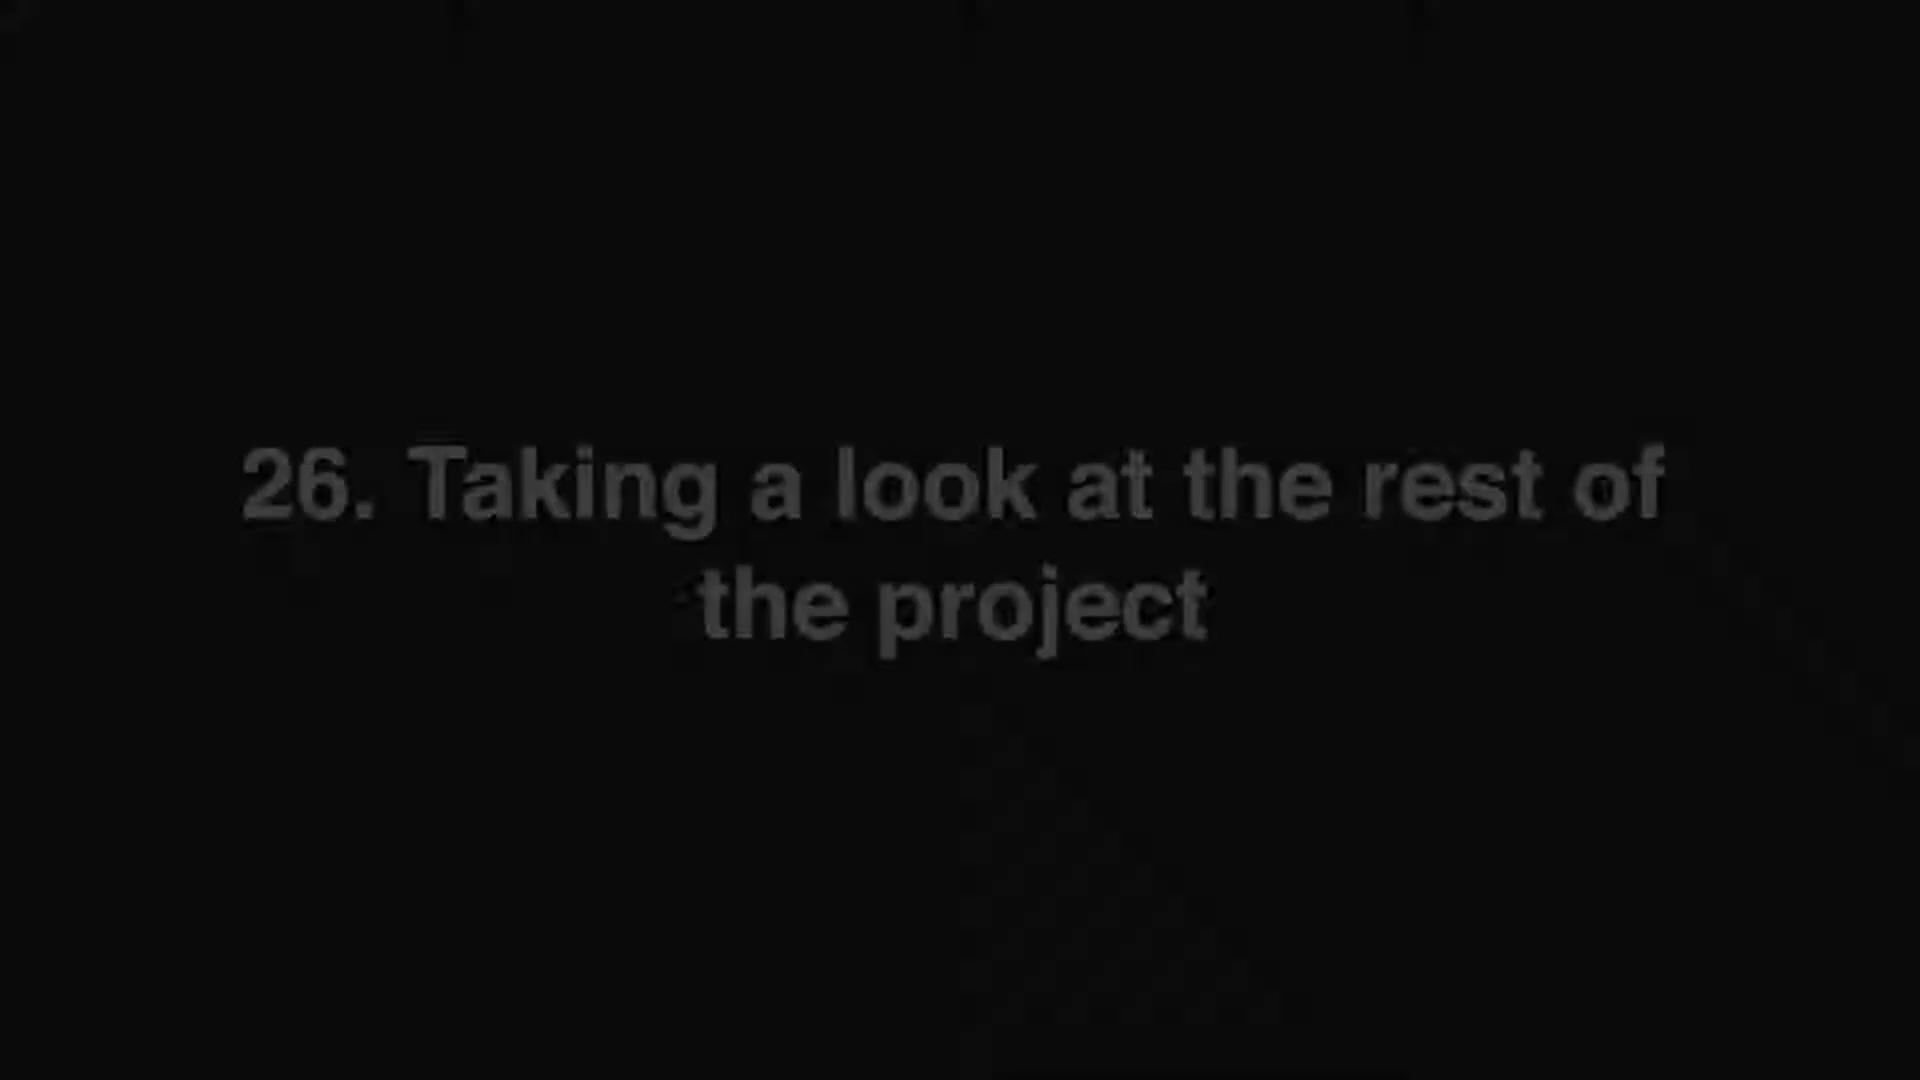 26. Taking a look at the rest of
the project